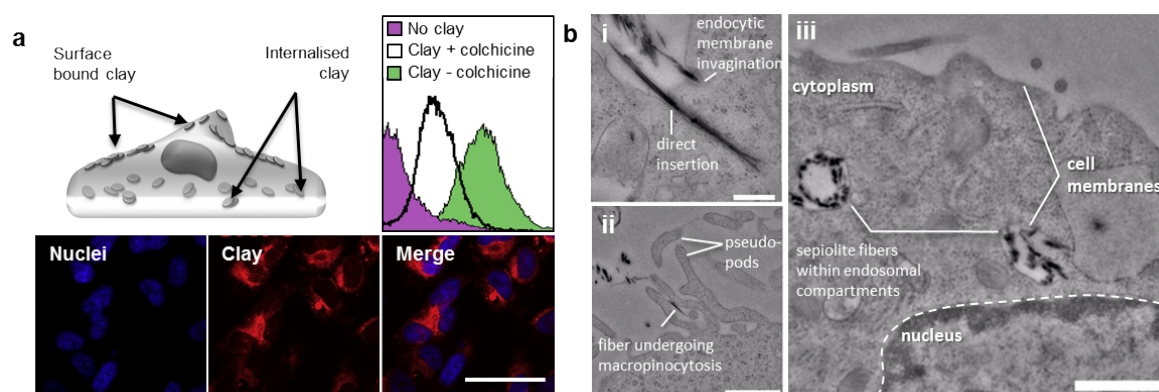 a
Surface
bound clay
Internalised
clay
No clay
Clay + colchicine
Clay - colchicine
Nuclei
Clay
Merge
b
i
endocytic
membrane
invagination
direct
insertion
ii
pseudo-
pods
fiber undergoing
macropinocytosis
iii
cytoplasm
cell
membranes
sepiolite fibers
within endosomal
compartments
nucleus